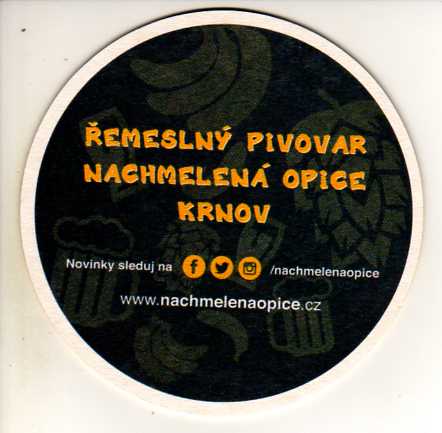 ŘEMESLNÝ PIVOVAR
NACHMELENÁ OPICE
KRNOV
Novinky sleduj na /nachmelenaopice
www.nachmelenaopice.cz